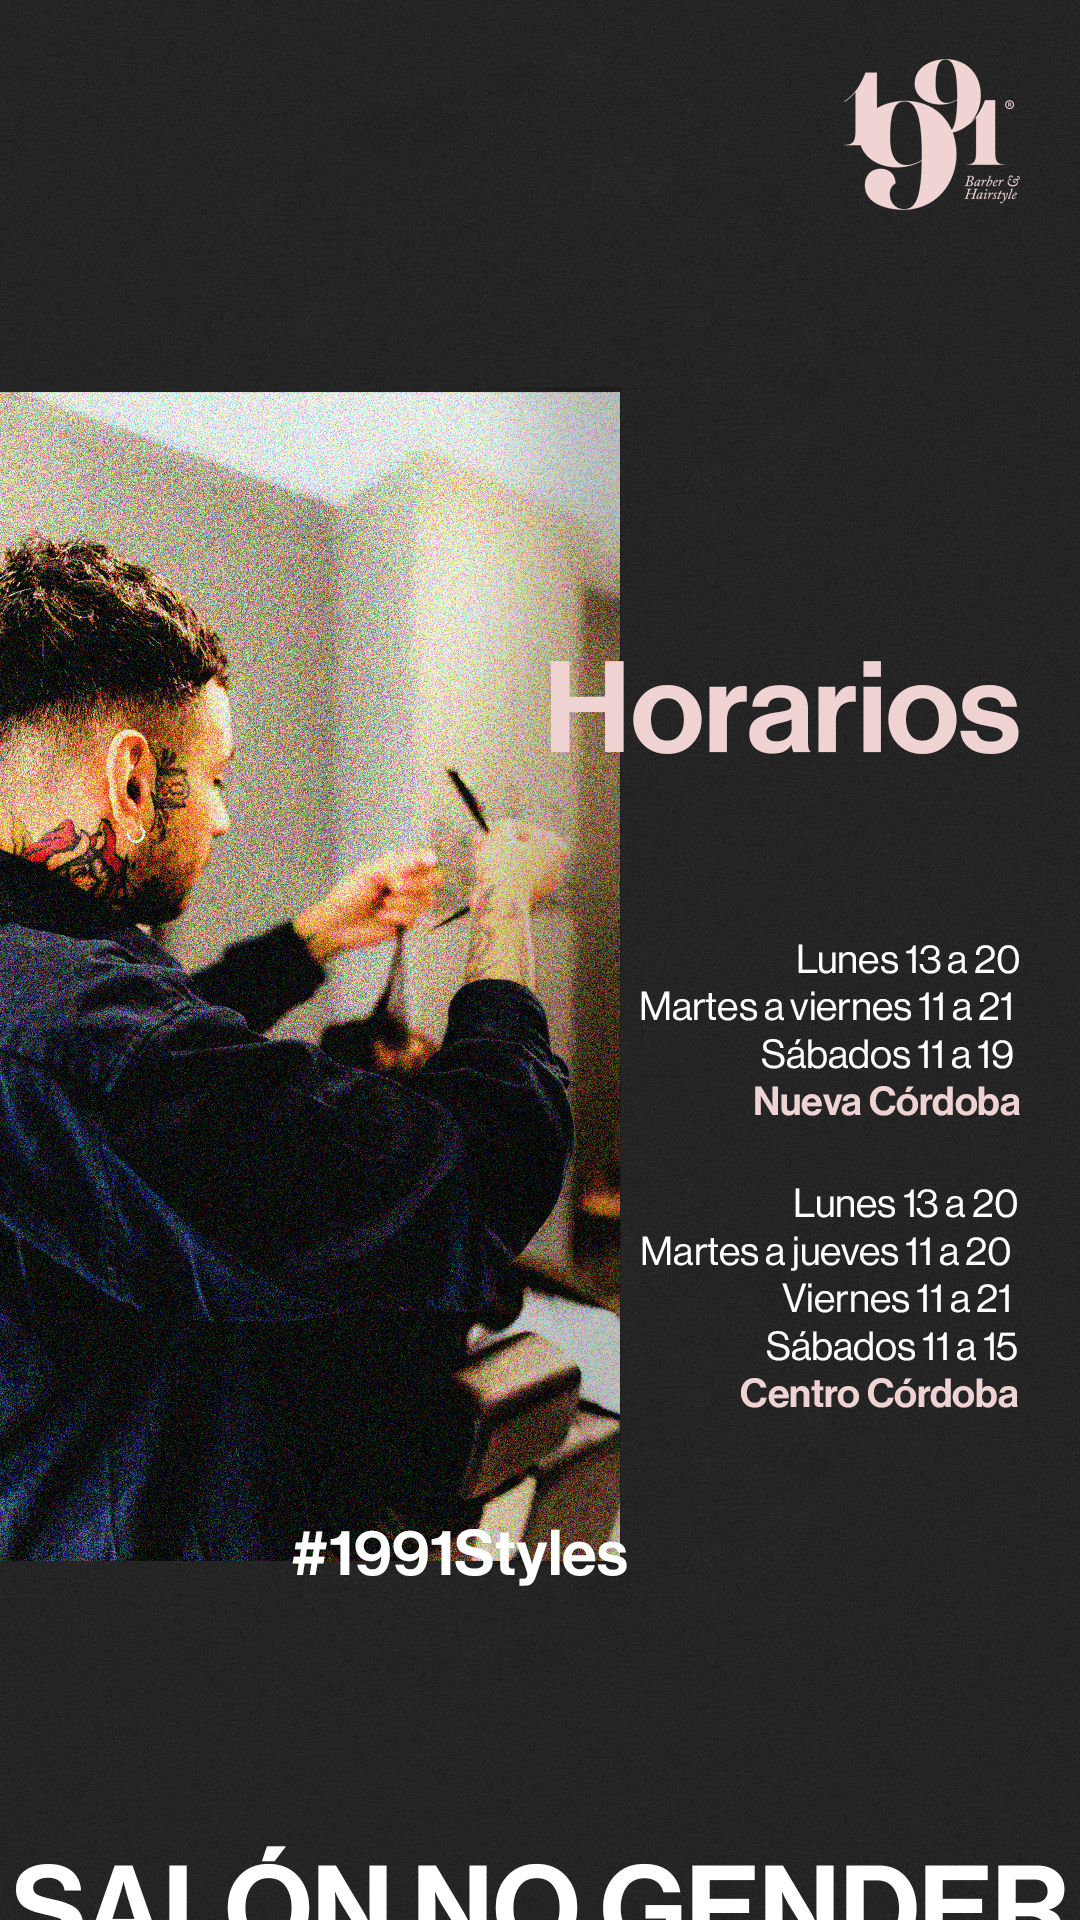 1991®
Barber &
Hairstyle
Horarios
Lunes 13 a 20
Martes a viernes 11 a 21
Sábados 11 a 19
Nueva Córdoba
Lunes 13 a 20
Martes a jueves 11 a 20
Viernes 11 a 21
Sábados 11 a 15
Centro Córdoba
#1991Styles
SALÓN NO GENDER